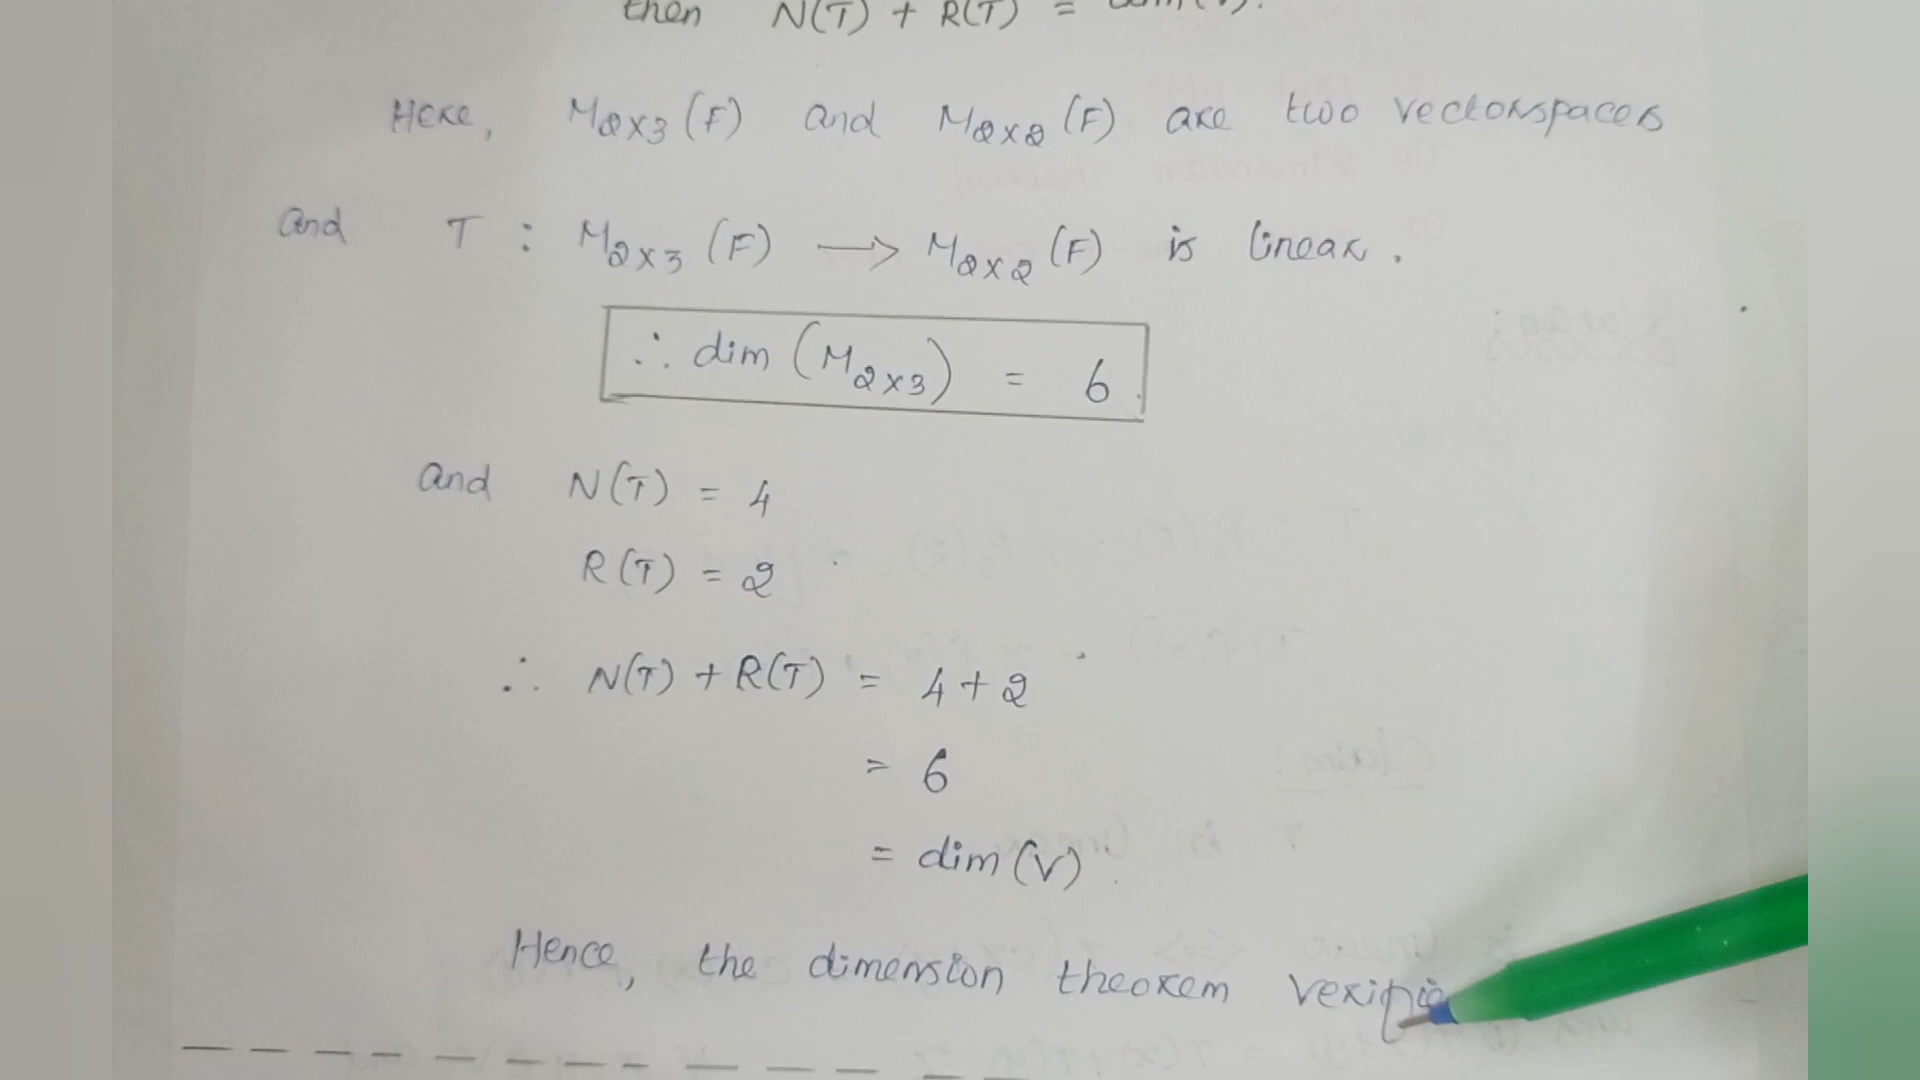 then N(T) + R(T) = dim(V).
Here, M2x3(F) and M2x2(F) are two vectorspaces
and T : M2x3(F) → M2x2(F) is linear.
∴ dim (M2x3) = 6.
and N(T) = 4
R(T) = 2
∴ N(T) + R(T) = 4+2
= 6
= dim (V)
Hence, the dimension theorem